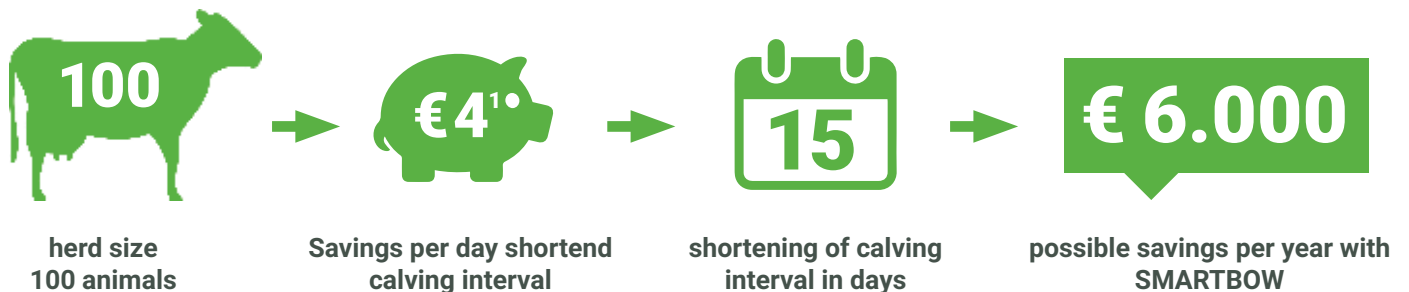 100
€ 4¹
15
€ 6.000
herd size
100 animals
Savings per day shortend
calving interval
shortening of calving
interval in days
possible savings per year with
SMARTBOW